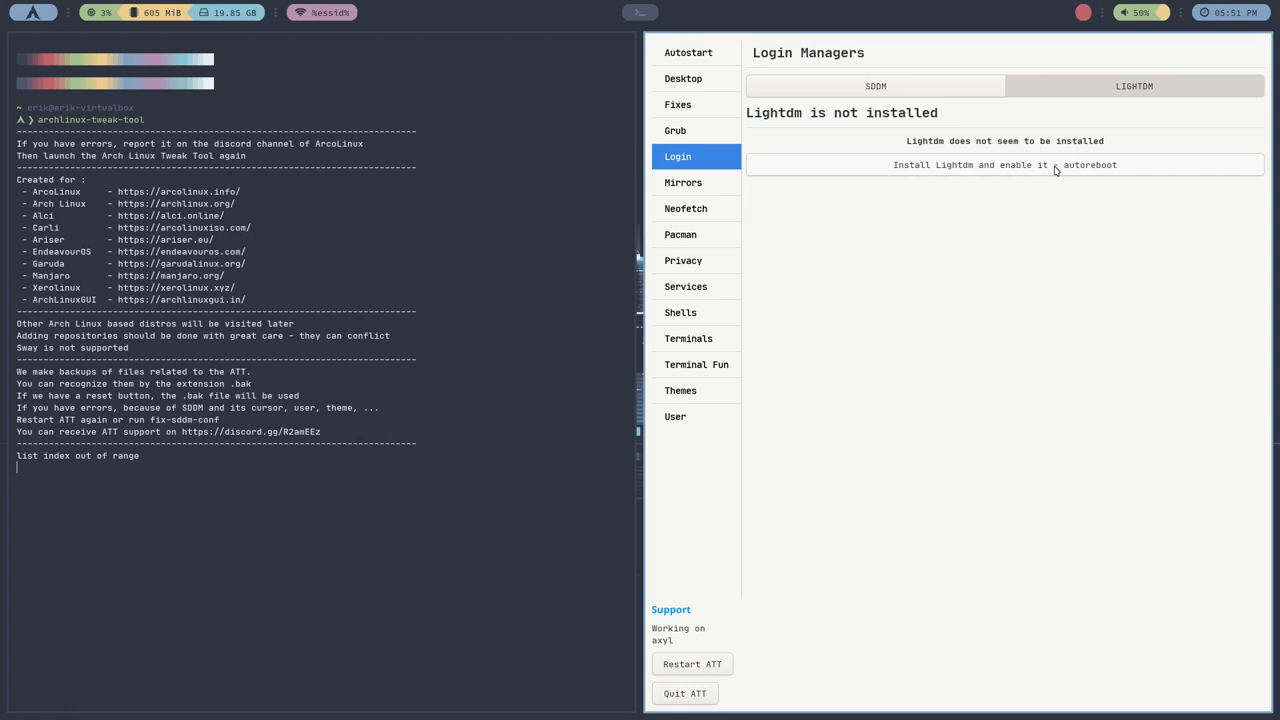 3%
605 MiB
19.85 GB
%essid%
>_
50%
05:51 PM
~ erik@erik-virtualbox
❯ archlinux-tweak-tool
---------------------------------------------------------------------------
If you have errors, report it on the discord channel of ArcoLinux
Then launch the Arch Linux Tweak Tool again
---------------------------------------------------------------------------
Created for :
- ArcoLinux - https://arcolinux.info/
- Arch Linux - https://archlinux.org/
- Alci - https://alci.online/
- Carli - https://arcolinuxiso.com/
- Ariser - https://ariser.eu/
- EndeavourOS - https://endeavouros.com/
- Garuda - https://garudalinux.org/
- Manjaro - https://manjaro.org/
- Xerolinux - https://xerolinux.xyz/
- ArchLinuxGUI - https://archlinuxgui.in/
---------------------------------------------------------------------------
Other Arch Linux based distros will be visited later
Adding repositories should be done with great care - they can conflict
Sway is not supported
---------------------------------------------------------------------------
We make backups of files related to the ATT.
You can recognize them by the extension .bak
If we have a reset button, the .bak file will be used
If you have errors, because of SDDM and its cursor, user, theme, ...
Restart ATT again or run fix-sddm-conf
You can receive ATT support on https://discord.gg/R2amEEz
---------------------------------------------------------------------------
list index out of range
Autostart
Desktop
Fixes
Grub
Login
Mirrors
Neofetch
Pacman
Privacy
Services
Shells
Terminals
Terminal Fun
Themes
User
Support
Working on
axyl
Restart ATT
Quit ATT
Login Managers
SDDM
LIGHTDM
Lightdm is not installed
Lightdm does not seem to be installed
Install Lightdm and enable it - autoreboot